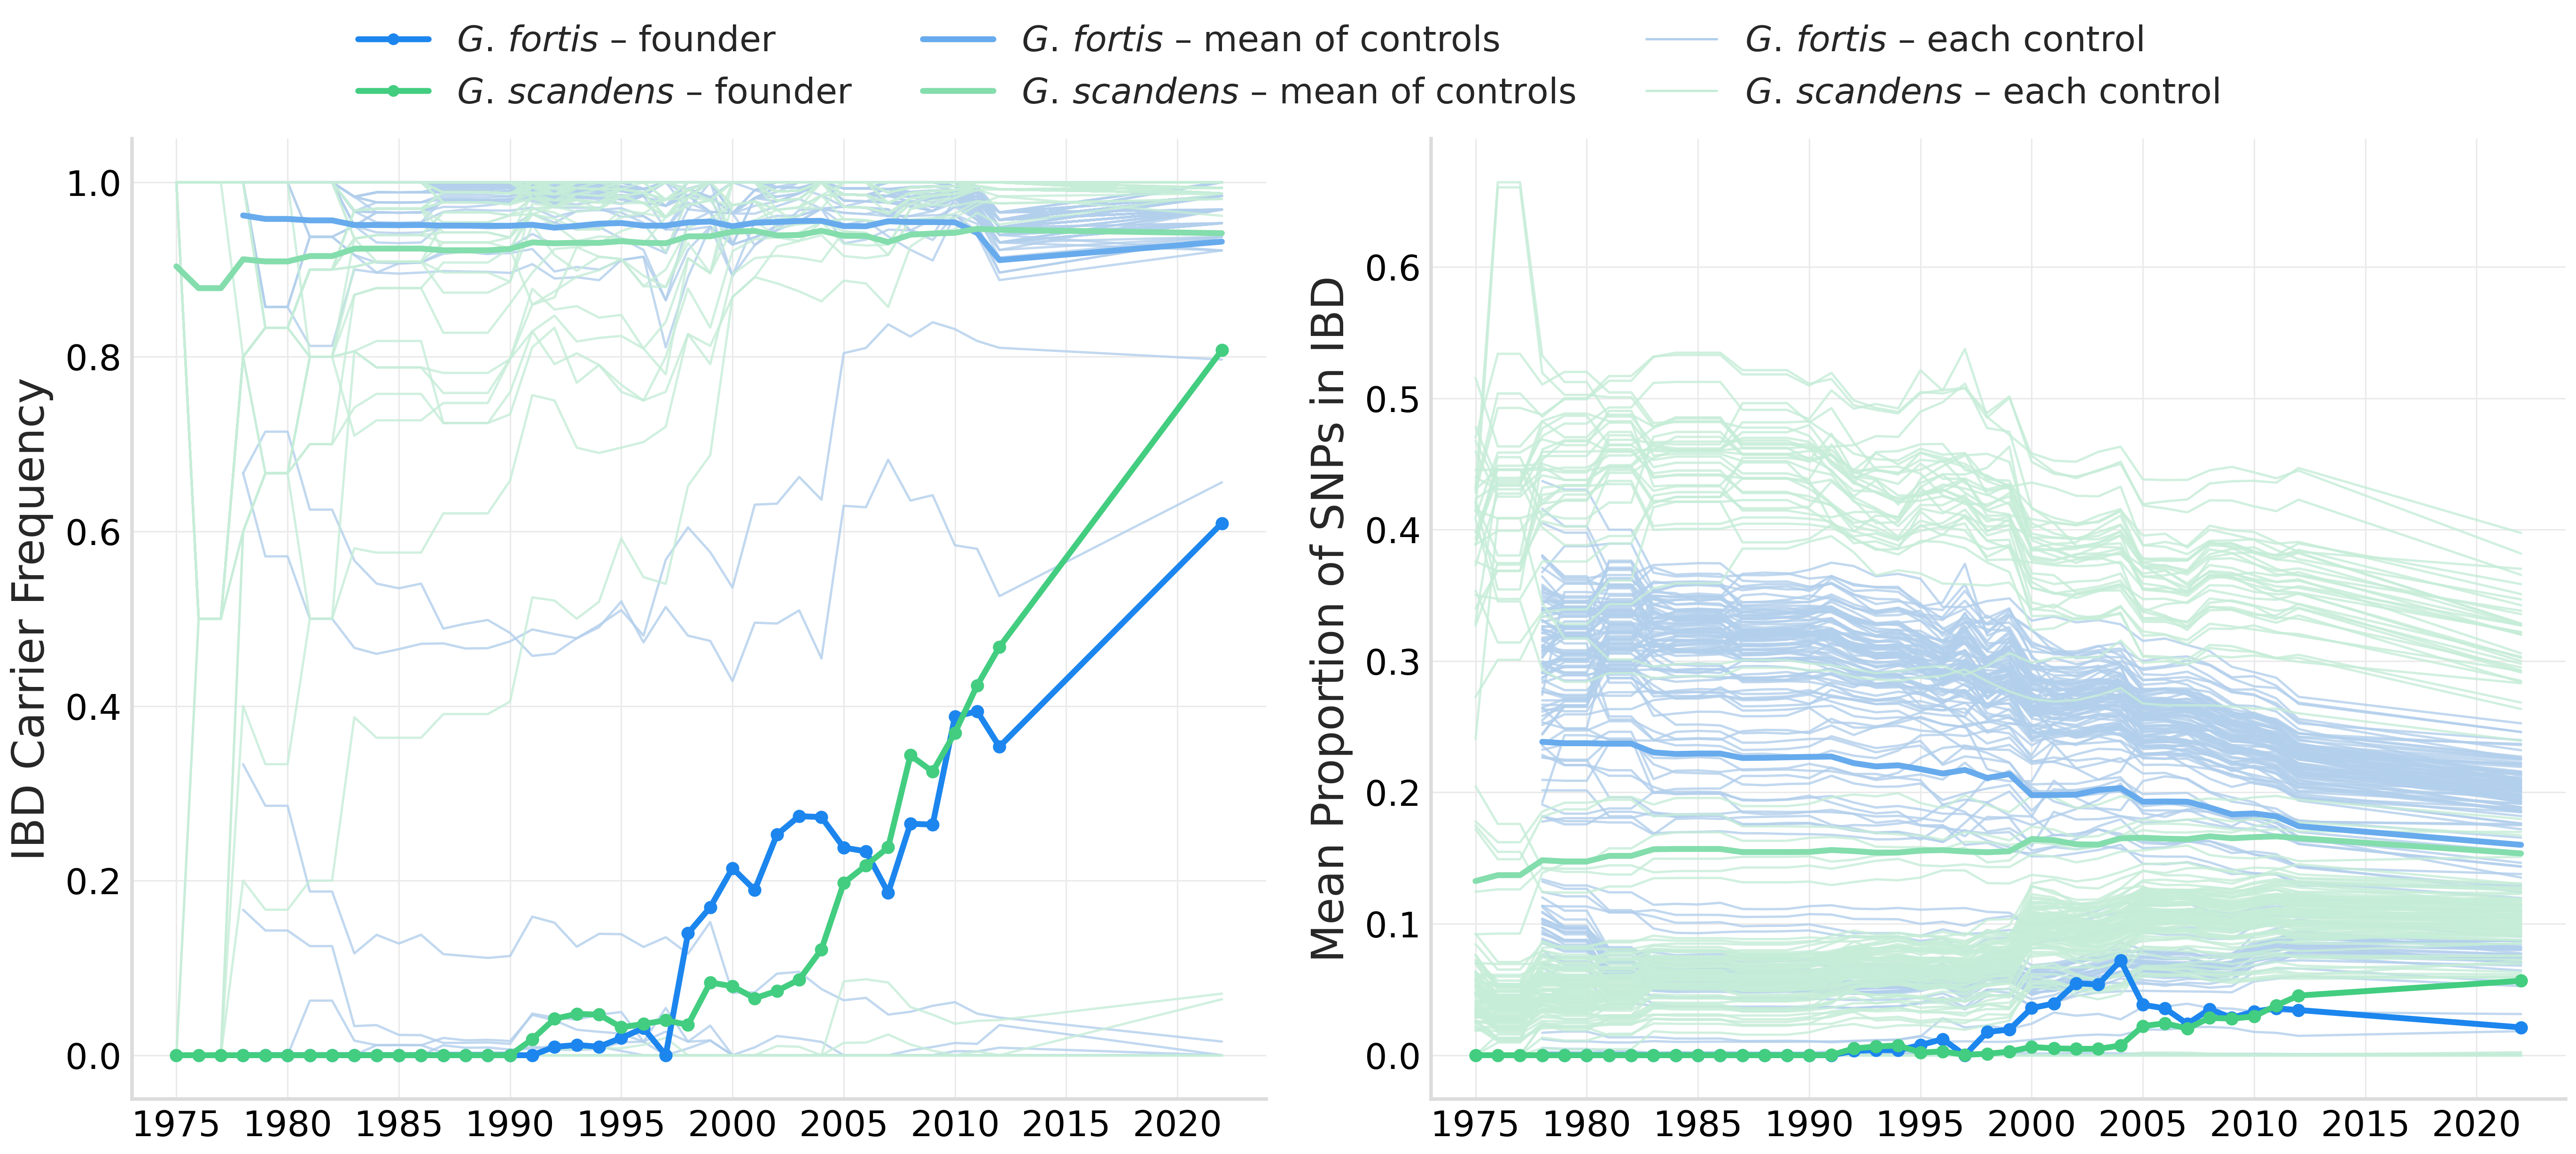 G. fortis – founder G. fortis – mean of controls G. fortis – each control
G. scandens – founder G. scandens – mean of controls G. scandens – each control
IBD Carrier Frequency
1.0
0.8
0.6
0.4
0.2
0.0
1975 1980 1985 1990 1995 2000 2005 2010 2015 2020
Mean Proportion of SNPs in IBD
0.6
0.5
0.4
0.3
0.2
0.1
0.0
1975 1980 1985 1990 1995 2000 2005 2010 2015 2020